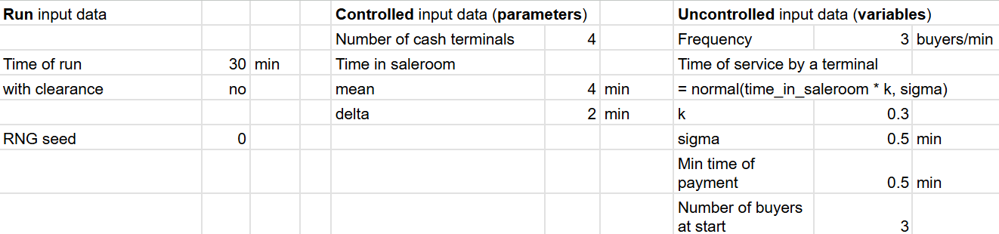 Run input data Controlled input data (parameters) Uncontrolled input data (variables)
Number of cash terminals 4 Frequency 3 buyers/min
Time of run 30 min Time in saleroom Time of service by a terminal
with clearance no mean 4 min = normal(time_in_saleroom * k, sigma)
delta 2 min k 0.3
RNG seed 0 sigma 0.5 min
Min time of
payment 0.5 min
Number of buyers
at start 3